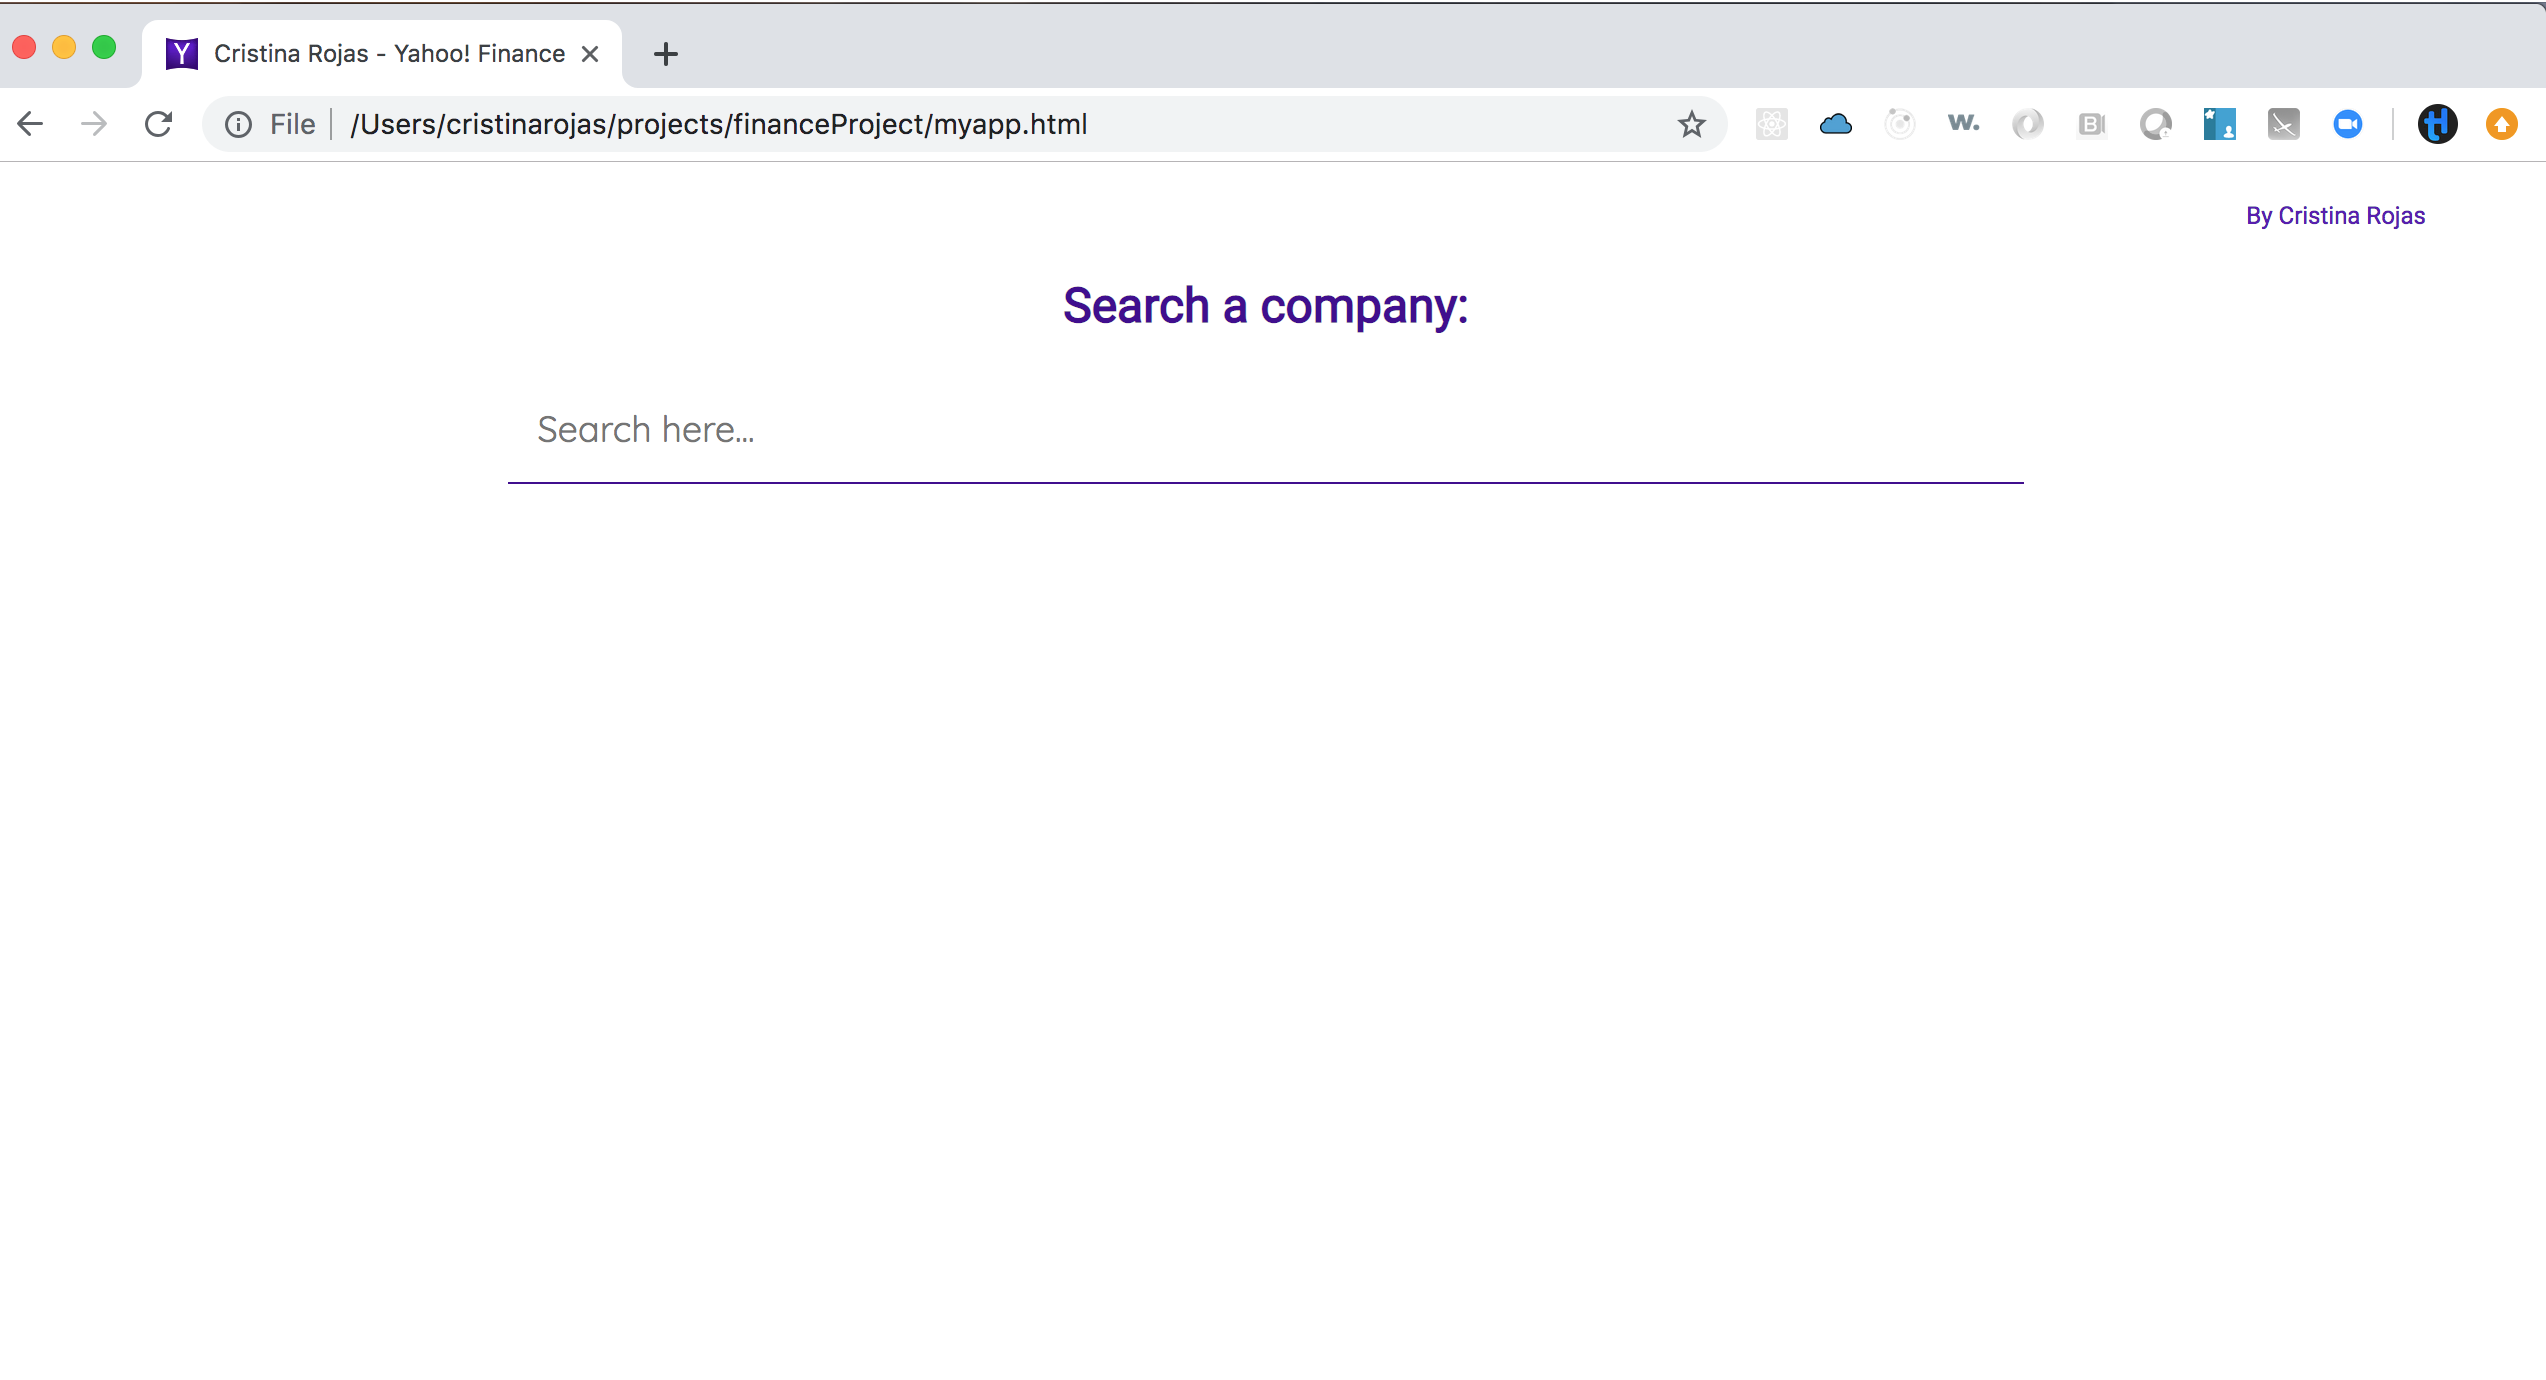 Y Cristina Rojas - Yahoo! Finance
File /Users/cristinarojas/projects/financeProject/myapp.html
W. B
By Cristina Rojas
Search a company:
Search here...